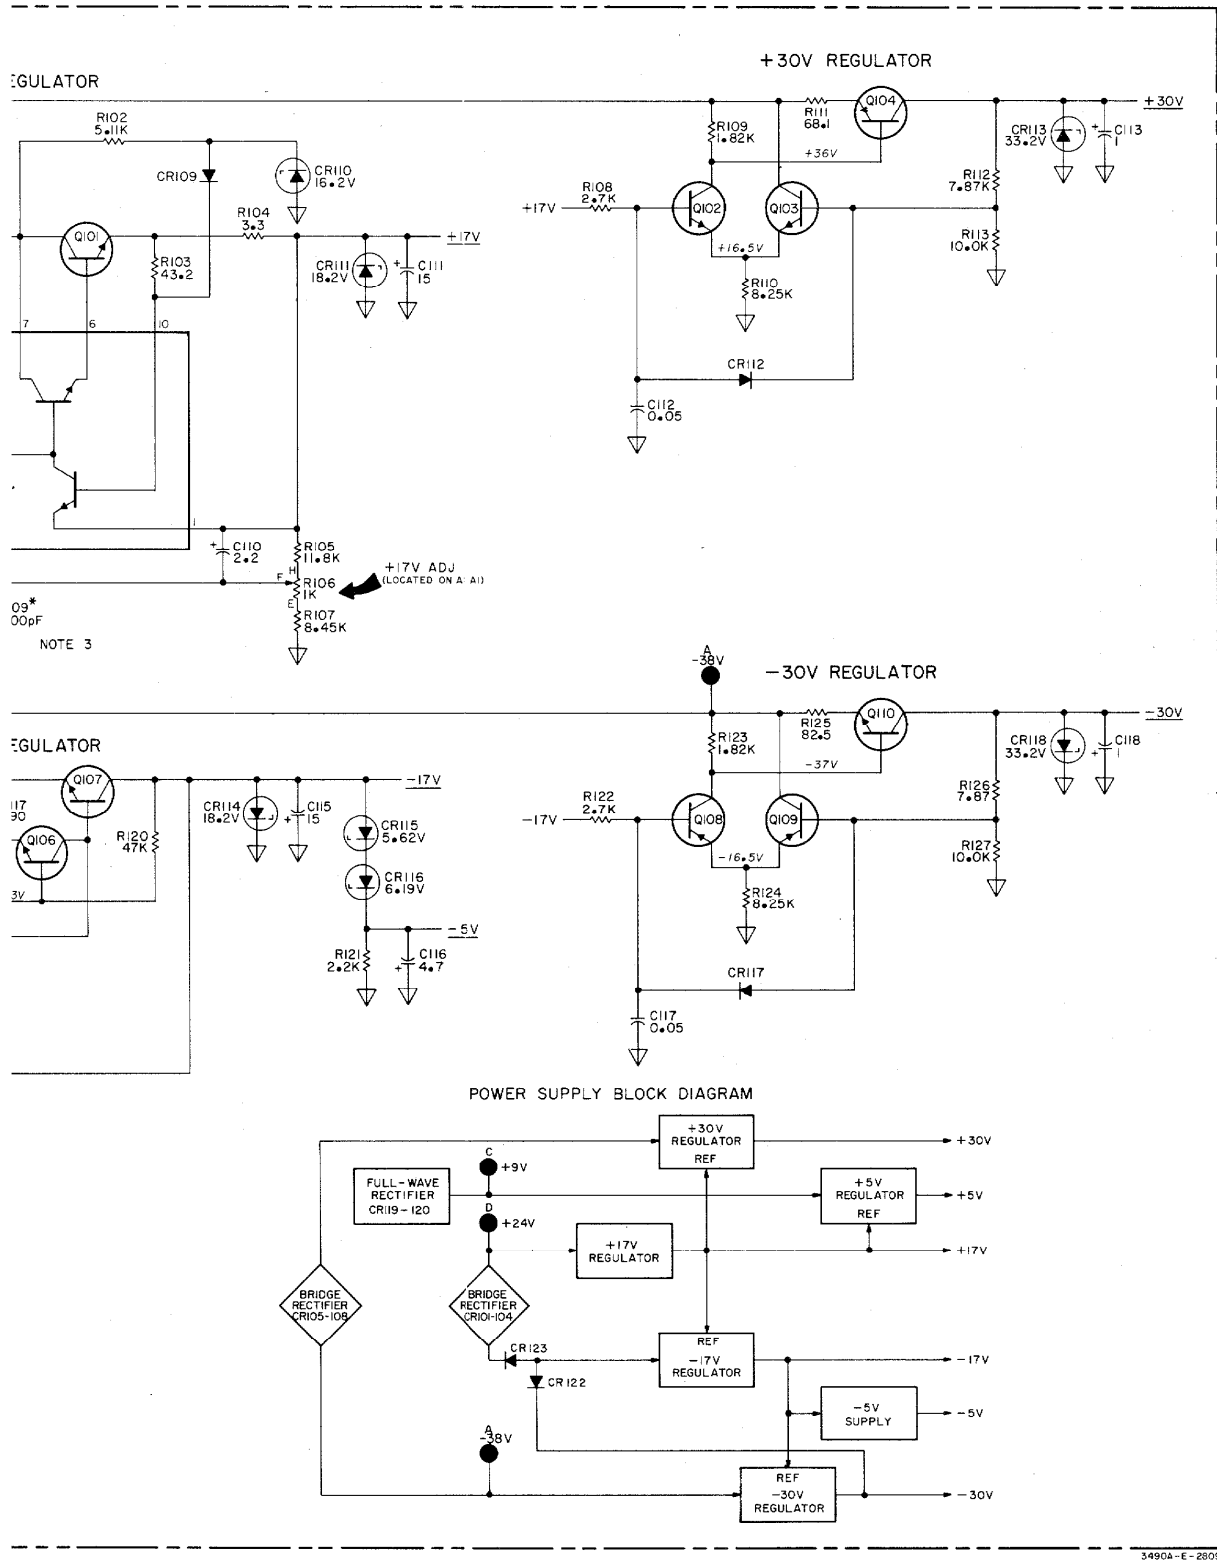 +30V REGULATOR
EGULATOR
R102
5.11K
CR109
CR110
16.2V
R104
3.3
Q101
R103
43.2
+17V
CR111
18.2V
+
C111
15
7
6
10
1
R109
1.82K
R111
68.1
Q104
+36V
R108
2.7K
+17V
Q102
Q103
+16.5V
R110
8.25K
CR112
C112
0.05
R112
7.87K
R113
10.0K
CR113
33.2V
+
C113
1
+30V
+
C110
2.2
R105
11.8K
H
F
R106
1K
E
R107
8.45K
+17V ADJ
(LOCATED ON A1A1)
09*
00pF
NOTE 3
A
-38V
-30V REGULATOR
R123
1.82K
R125
82.5
Q110
-37V
R122
2.7K
-17V
Q108
Q109
-16.5V
R124
8.25K
CR117
C117
0.05
R126
7.87
R127
10.0K
CR118
33.2V
+
C118
1
-30V
EGULATOR
Q107
117
90
Q106
3V
R120
47K
CR114
18.2V
+
C115
15
-17V
CR115
5.62V
CR116
6.19V
-5V
R121
2.2K
+
C116
4.7
POWER SUPPLY BLOCK DIAGRAM
+30V
REGULATOR
REF
+30V
FULL-WAVE
RECTIFIER
CR119-120
C
+9V
+5V
REGULATOR
REF
+5V
D
+24V
+17V
REGULATOR
+17V
BRIDGE
RECTIFIER
CR105-108
BRIDGE
RECTIFIER
CR101-104
CR123
CR122
REF
-17V
REGULATOR
-17V
-5V
SUPPLY
-5V
A
-38V
REF
-30V
REGULATOR
-30V
3490A-E-2809